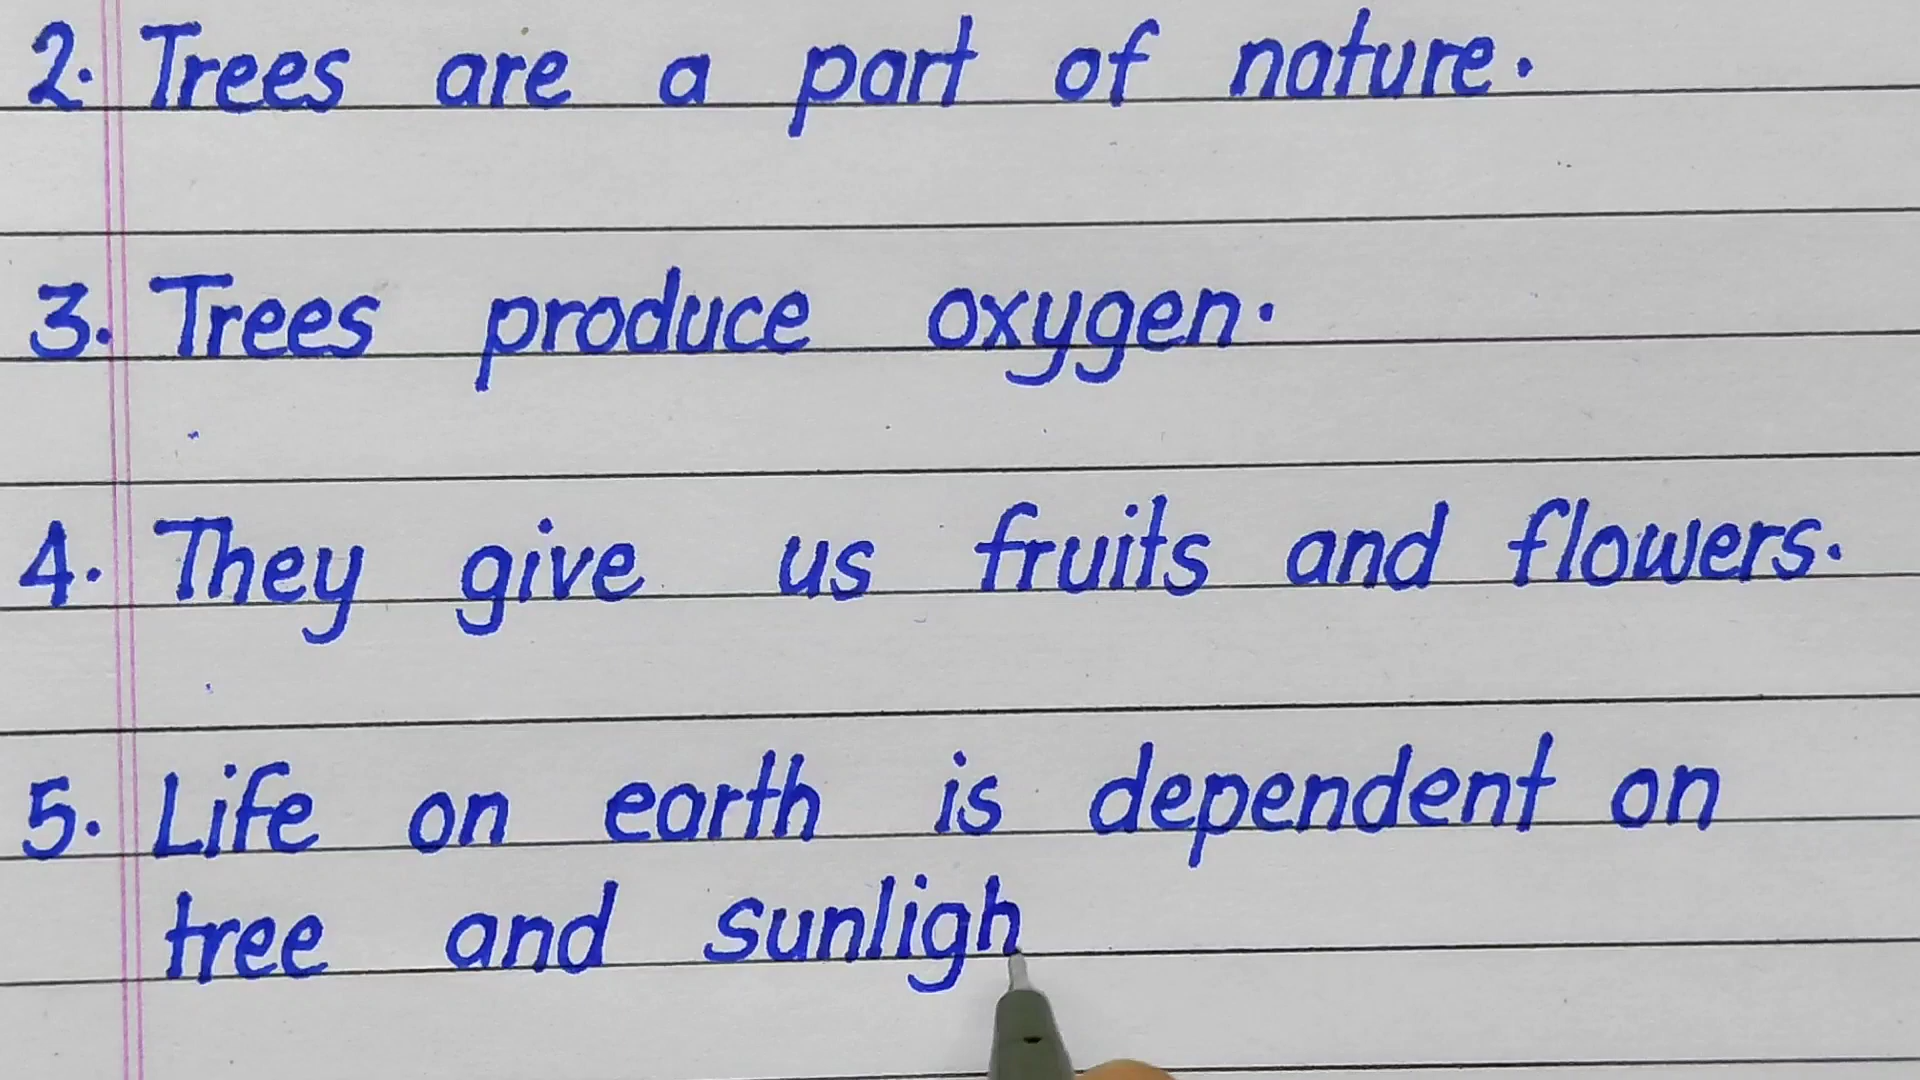 2. Trees are a part of nature.
3. Trees produce oxygen.
4. They give us fruits and flowers.
5. Life on earth is dependent on
tree and sunligh